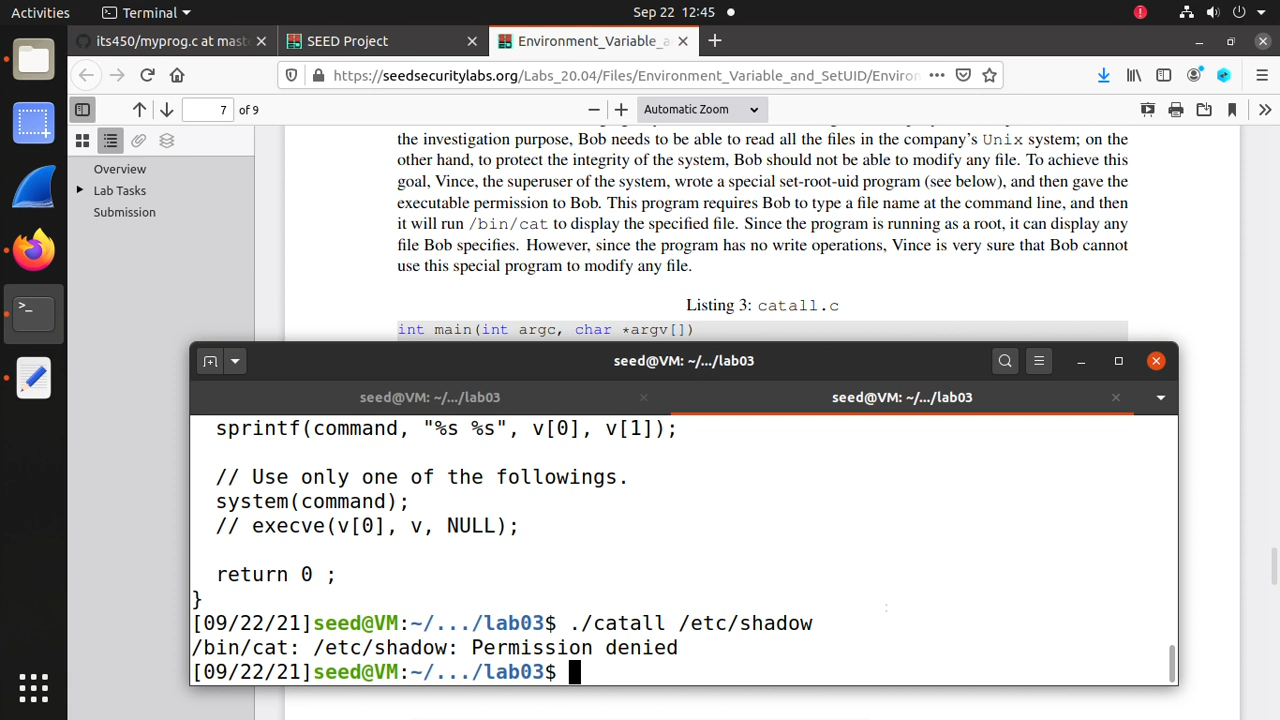 Activities
Terminal
Sep 22 12:45
its450/myprog.c at mast
SEED Project
Environment_Variable_a
https://seedsecuritylabs.org/Labs_20.04/Files/Environment_Variable_and_SetUID/Environ
7 of 9
Automatic Zoom
Overview
Lab Tasks
Submission
the investigation purpose, Bob needs to be able to read all the files in the company's Unix system; on the
other hand, to protect the integrity of the system, Bob should not be able to modify any file. To achieve this
goal, Vince, the superuser of the system, wrote a special set-root-uid program (see below), and then gave the
executable permission to Bob. This program requires Bob to type a file name at the command line, and then
it will run /bin/cat to display the specified file. Since the program is running as a root, it can display any
file Bob specifies. However, since the program has no write operations, Vince is very sure that Bob cannot
use this special program to modify any file.
Listing 3: catall.c
int main(int argc, char *argv[])
seed@VM: ~/.../lab03
seed@VM: ~/.../lab03
seed@VM: ~/.../lab03
sprintf(command, "%s %s", v[0], v[1]);
// Use only one of the followings.
system(command);
// execve(v[0], v, NULL);
return 0 ;
}
[09/22/21]seed@VM:~/.../lab03$ ./catall /etc/shadow
/bin/cat: /etc/shadow: Permission denied
[09/22/21]seed@VM:~/.../lab03$